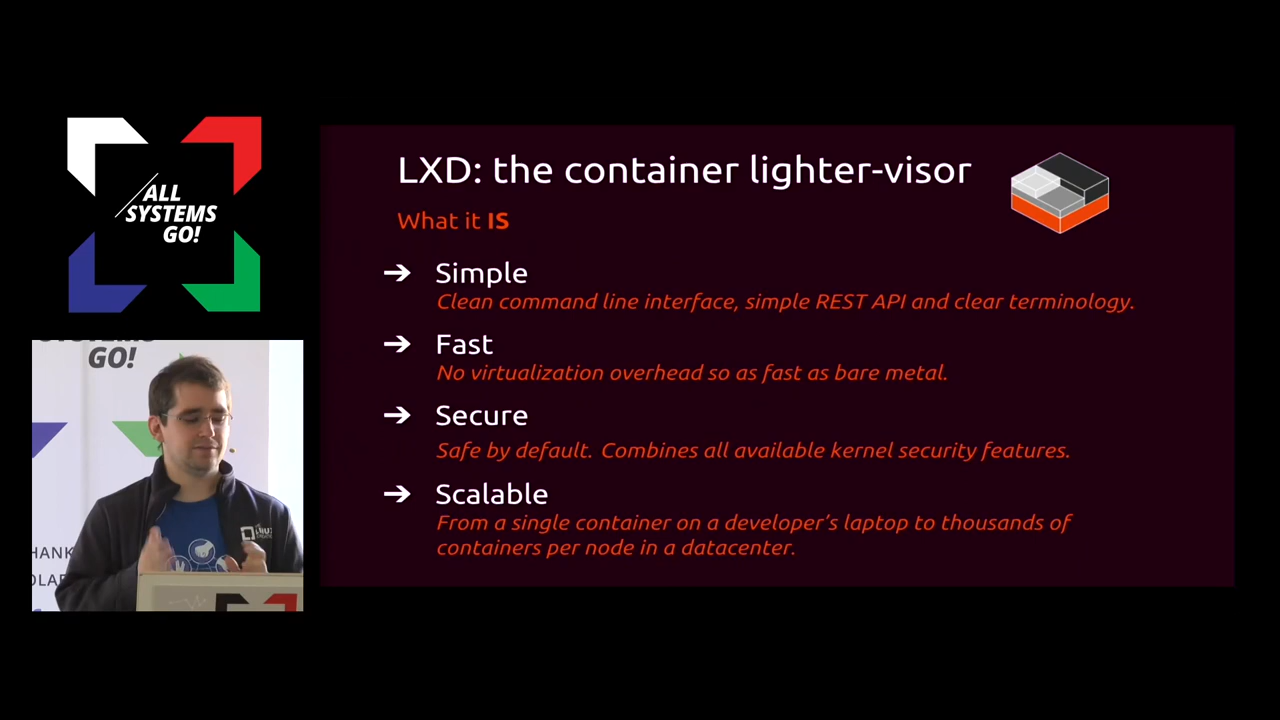 ALL
SYSTEMS
GO!
LXD: the container lighter-visor
What it IS
➔ Simple
Clean command line interface, simple REST API and clear terminology.
➔ Fast
No virtualization overhead so as fast as bare metal.
➔ Secure
Safe by default. Combines all available kernel security features.
➔ Scalable
From a single container on a developer's laptop to thousands of
containers per node in a datacenter.
GO!